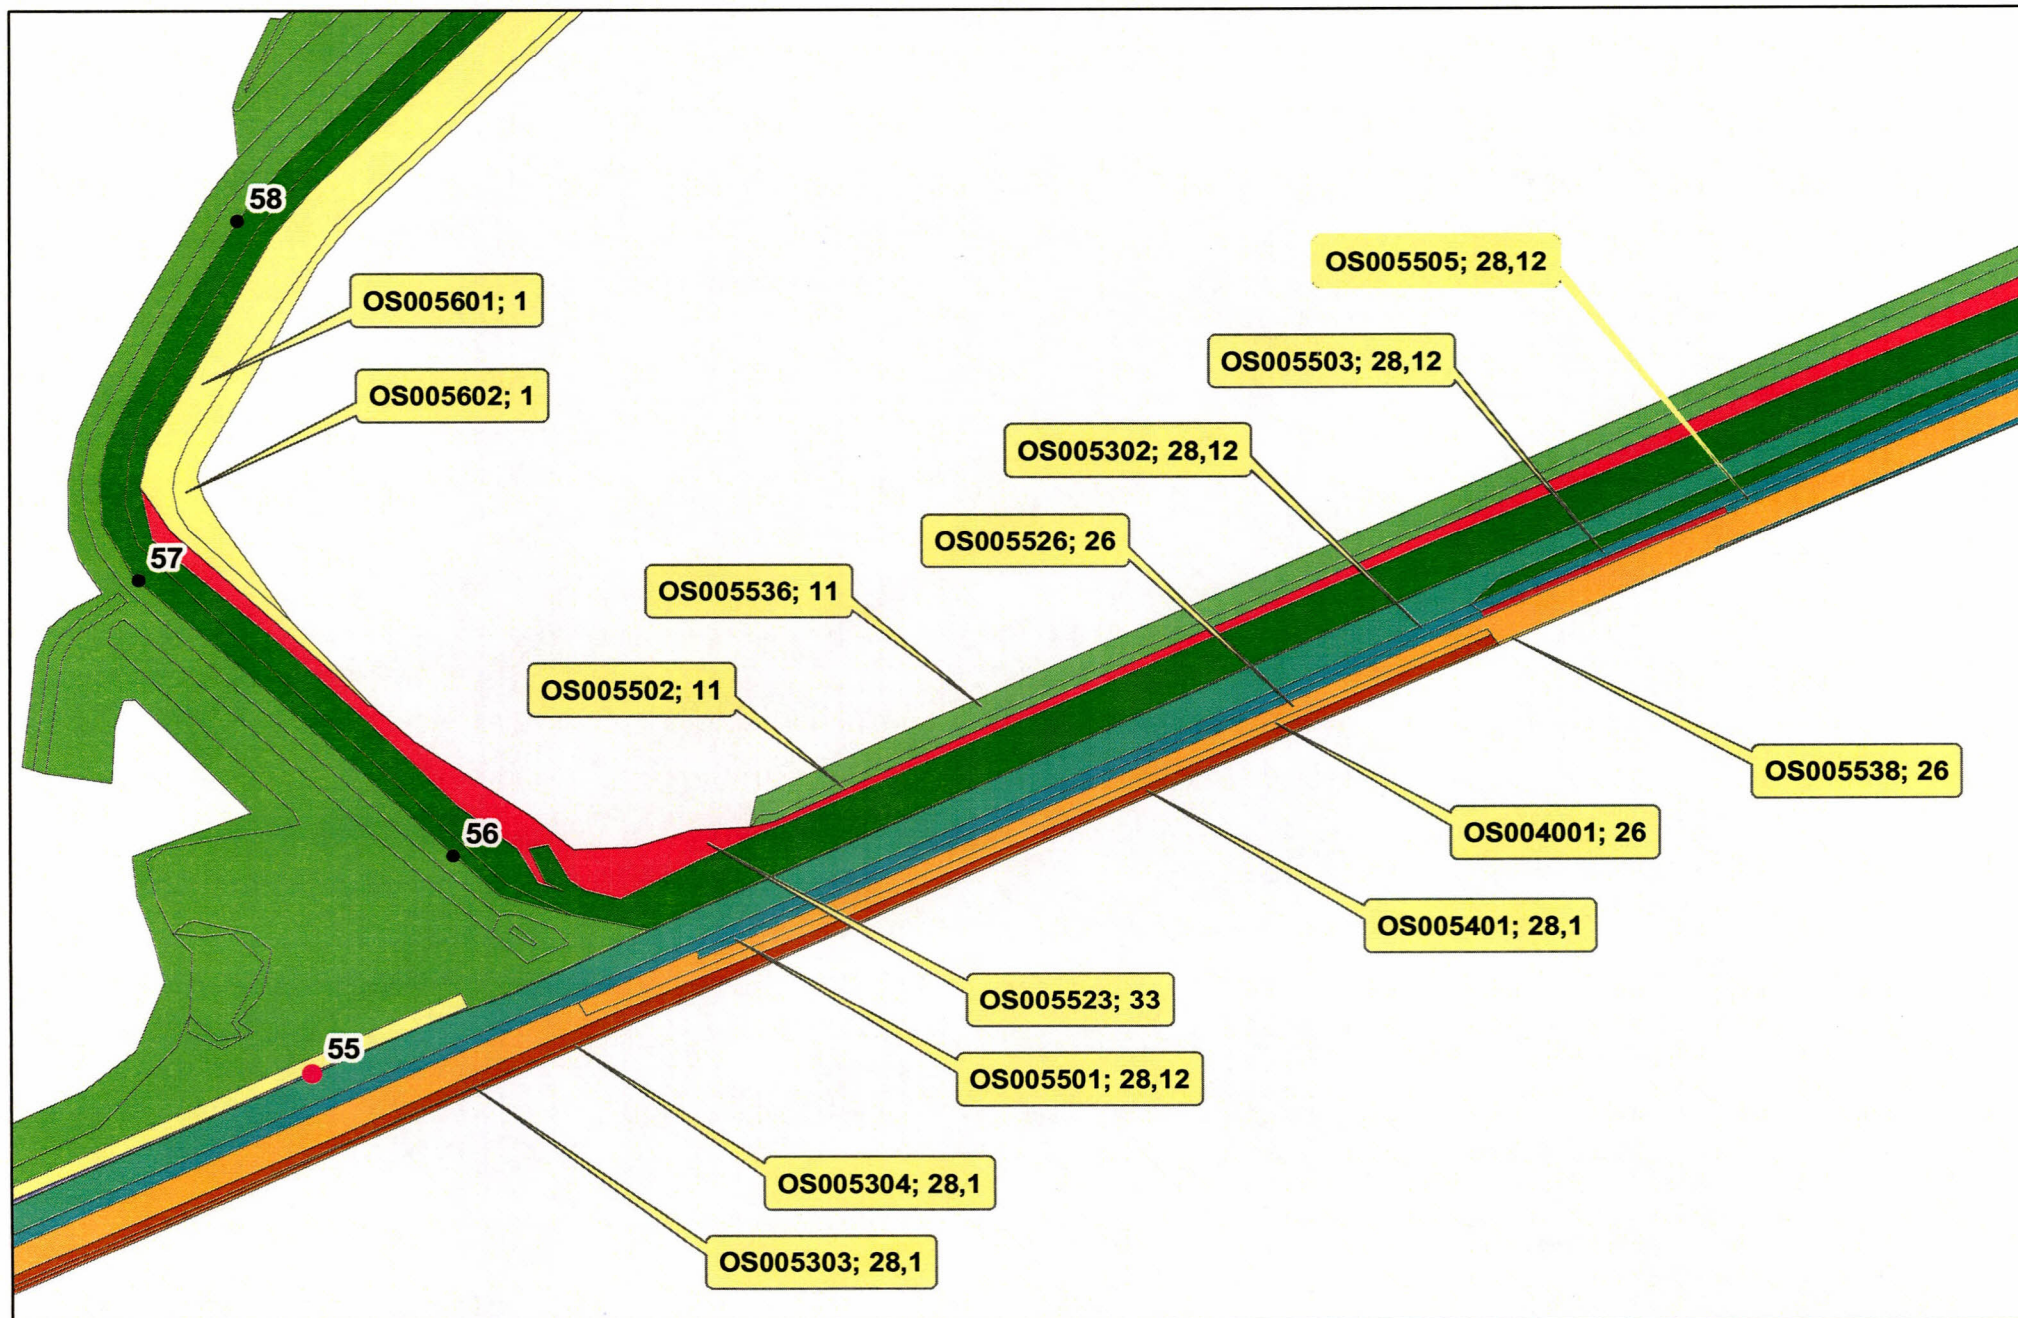 58
OS005505; 28,12
OS005601; 1
OS005503; 28,12
OS005602; 1
OS005302; 28,12
OS005526; 26
57
OS005536; 11
OS005502; 11
OS005538; 26
56
OS004001; 26
OS005401; 28,1
OS005523; 33
55
OS005501; 28,12
OS005304; 28,1
OS005303; 28,1